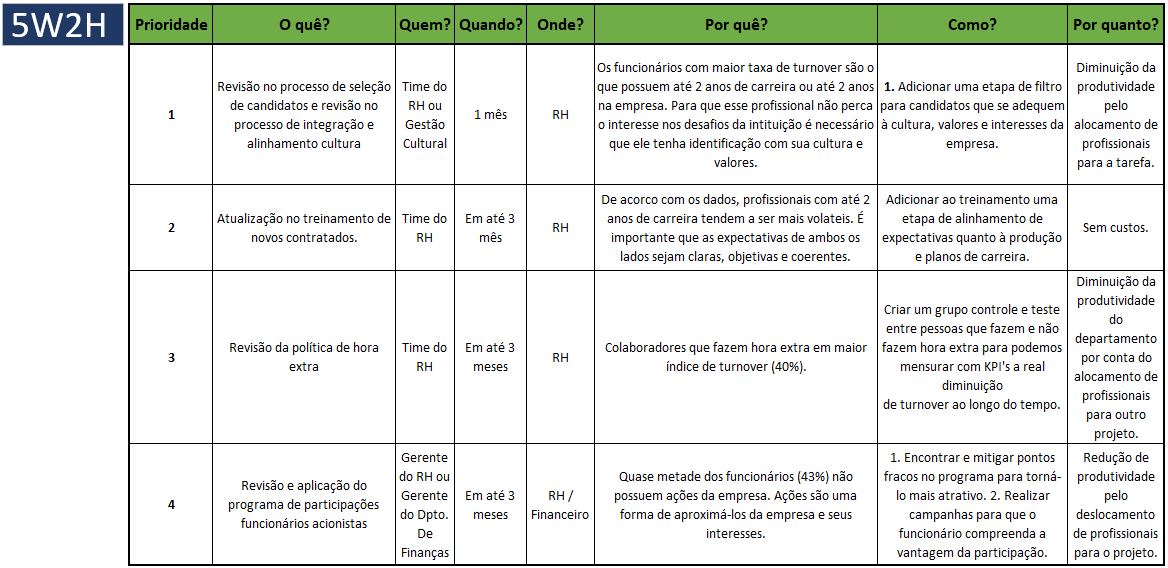 5W2H
Prioridade
O quê?
Quem?
Quando?
Onde?
Por quê?
Como?
Por quanto?
1
Revisão no processo de seleção
de candidatos e revisão no
processo de integração e
alinhamento cultura
Time do
RH ou
Gestão
Cultural
1 mês
RH
Os funcionários com maior taxa de turnover são o
que possuem até 2 anos de carreira ou até 2 anos
na empresa. Para que esse profissional não perca
o interesse nos desafios da intituição é necessário
que ele tenha identificação com sua cultura e
valores.
1. Adicionar uma etapa de filtro
para candidatos que se adequem
à cultura, valores e interesses da
empresa.
Diminuição da
produtividade
pelo
alocamento de
profissionais
para a tarefa.
2
Atualização no treinamento de
novos contratados.
Time do
RH
Em até 3
mês
RH
De acorco com os dados, profissionais com até 2
anos de carreira tendem a ser mais volateis. É
importante que as expectativas de ambos os
lados sejam claras, objetivas e coerentes.
Adicionar ao treinamento uma
etapa de alinhamento de
expectativas quanto à produção
e planos de carreira.
Sem custos.
3
Revisão da política de hora
extra
Time do
RH
Em até 3
meses
RH
Colaboradores que fazem hora extra em maior
índice de turnover (40%).
Criar um grupo controle e teste
entre pessoas que fazem e não
fazem hora extra para podemos
mensurar com KPI's a real
diminuição
de turnover ao longo do tempo.
Diminuição da
produtividade
do
departamento
por conta do
alocamento de
profissionais
para outro
projeto.
4
Revisão e aplicação do
programa de participações
funcionários acionistas
Gerente
do RH ou
Gerente
do Dpto.
De
Finanças
Em até 3
meses
RH /
Financeiro
Quase metade dos funcionários (43%) não
possuem ações da empresa. Ações são uma
forma de aproximá-los da empresa e seus
interesses.
1. Encontrar e mitigar pontos
fracos no programa para torná-
lo mais atrativo. 2. Realizar
campanhas para que o
funcionário compreenda a
vantagem da participação.
Redução de
produtividade
pelo
deslocamento
de profissionais
para o projeto.